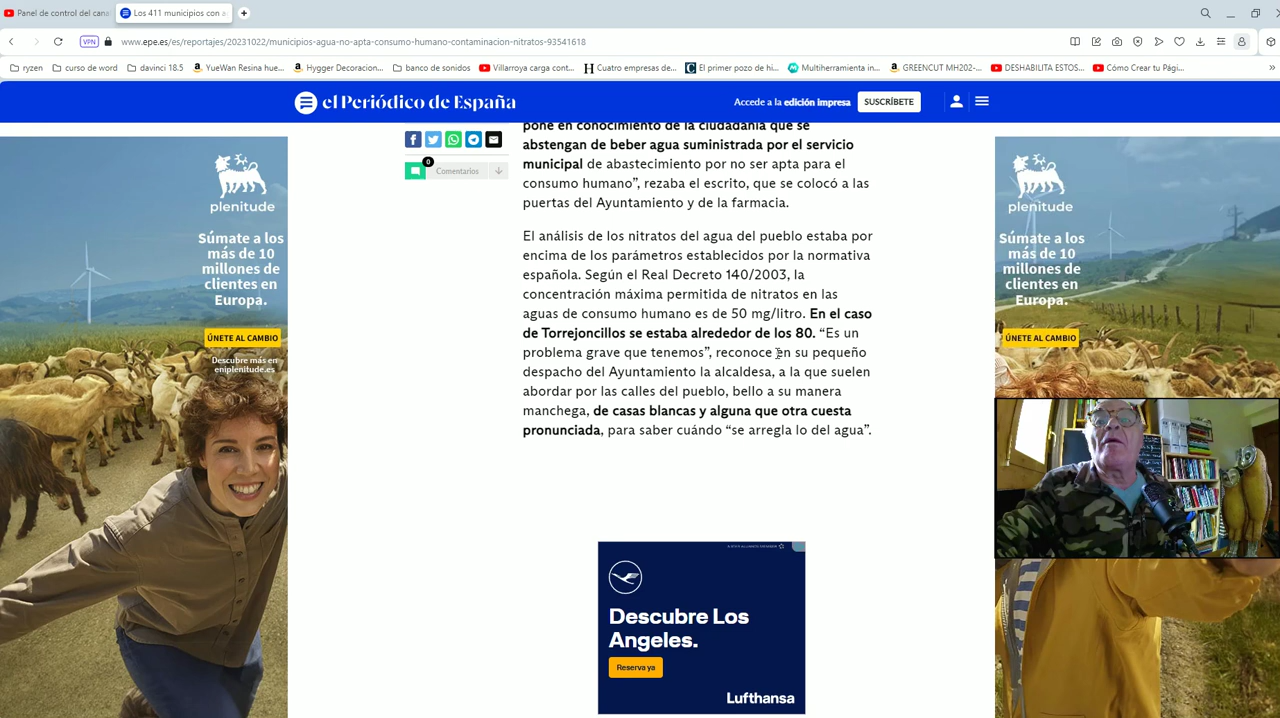 Panel de control del cana
Los 411 municipios con a
VPN
www.epe.es/es/reportajes/20231022/municipios-agua-no-apta-consumo-humano-contaminacion-nitratos-93541618
ryzen
curso de word
davinci 18.5
YueWan Resina hue...
Hygger Decoracion...
banco de sonidos
Villarroya carga cont...
Cuatro empresas de...
El primer pozo de hi...
Multiherramienta in...
GREENCUT MH202-...
DESHABILITA ESTOS...
Cómo Crear tu Pági...
el Periódico de España
Accede a la edición impresa
SUSCRÍBETE
0
Comentarios
pone en conocimiento de la ciudadanía que se
abstengan de beber agua suministrada por el servicio
municipal de abastecimiento por no ser apta para el
consumo humano”, rezaba el escrito, que se colocó a las
puertas del Ayuntamiento y de la farmacia.
El análisis de los nitratos del agua del pueblo estaba por
encima de los parámetros establecidos por la normativa
española. Según el Real Decreto 140/2003, la
concentración máxima permitida de nitratos en las
aguas de consumo humano es de 50 mg/litro. En el caso
de Torrejoncillos se estaba alrededor de los 80. “Es un
problema grave que tenemos”, reconoce en su pequeño
despacho del Ayuntamiento la alcaldesa, a la que suelen
abordar por las calles del pueblo, bello a su manera
manchega, de casas blancas y alguna que otra cuesta
pronunciada, para saber cuándo “se arregla lo del agua”.
plenitude
Súmate a los
más de 10
millones de
clientes en
Europa.
ÚNETE AL CAMBIO
Descubre más en
eniplenitude.es
plenitude
Súmate a los
más de 10
millones de
clientes en
Europa.
ÚNETE AL CAMBIO
A STAR ALLIANCE MEMBER
Descubre Los
Angeles.
Reserva ya
Lufthansa